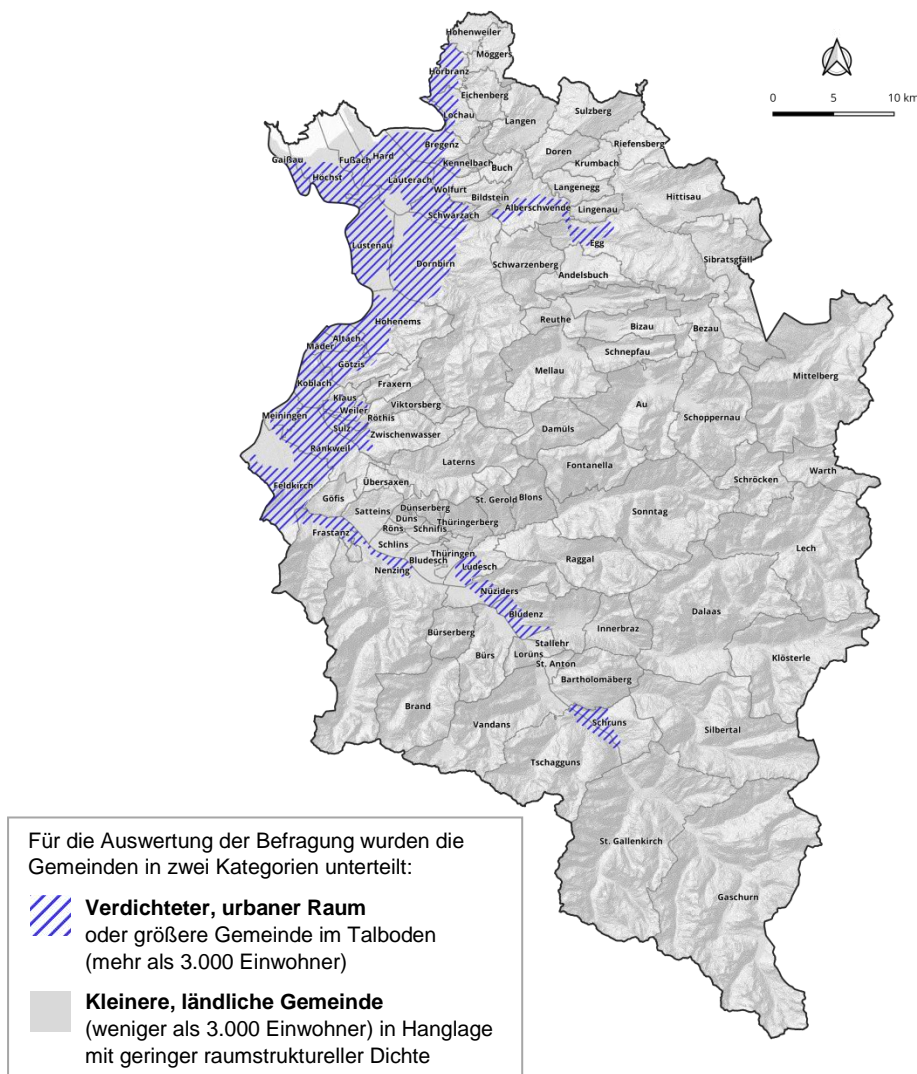 Hohenweiler
Möggers
Hörbranz
Eichenberg
Lochau
Langen
Sulzberg
0 5 10 km
Riefensberg
Doren
Krumbach
Bregenz
Gaißau
Fußach
Hard
Höchst
Kennelbach
Buch
Lauterach
Wolfurt
Bildstein
Langenegg
Hittisau
Alberschwende
Lingenau
Schwarzach
Egg
Lustenau
Dornbirn
Schwarzenberg
Andelsbuch
Sibratsgfäll
Reuthe
Hohenems
Bizau
Bezau
Altach
Mäder
Schnepfau
Götzis
Mellau
Mittelberg
Koblach
Fraxern
Klaus
Viktorsberg
Au
Weiler
Röthis
Meiningen
Schoppernau
Sulz
Zwischenwasser
Damüls
Rankweil
Laterns
Fontanella
Warth
Schröcken
Übersaxen
Feldkirch
Göfis
St. Gerold
Blons
Dünserberg
Satteins
Sonntag
Düns
Thüringerberg
Röns
Schnifis
Frastanz
Schlins
Lech
Thüringen
Bludesch
Raggal
Ludesch
Nenzing
Nüziders
Bludenz
Dalaas
Innerbraz
Bürserberg
Stallehr
Bürs
Lorüns
Klösterle
St. Anton
Bartholomäberg
Brand
Vandans
Schruns
Silbertal
Tschagguns
St. Gallenkirch
Gaschurn
Für die Auswertung der Befragung wurden die
Gemeinden in zwei Kategorien unterteilt:
Verdichteter, urbaner Raum
oder größere Gemeinde im Talboden
(mehr als 3.000 Einwohner)
Kleinere, ländliche Gemeinde
(weniger als 3.000 Einwohner) in Hanglage
mit geringer raumstruktureller Dichte